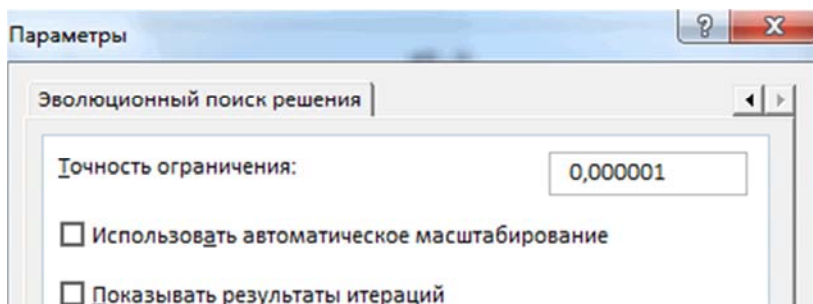 Параметры
?
X
Эволюционный поиск решения
Точность ограничения:
0,000001
Использовать автоматическое масштабирование
Показывать результаты итераций